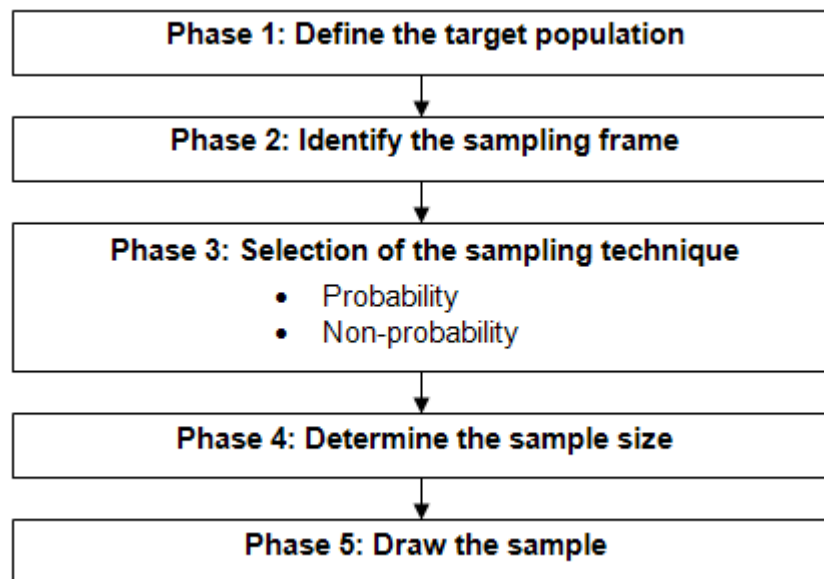 Phase 1: Define the target population
Phase 2: Identify the sampling frame
Phase 3: Selection of the sampling technique
• Probability
• Non-probability
Phase 4: Determine the sample size
Phase 5: Draw the sample